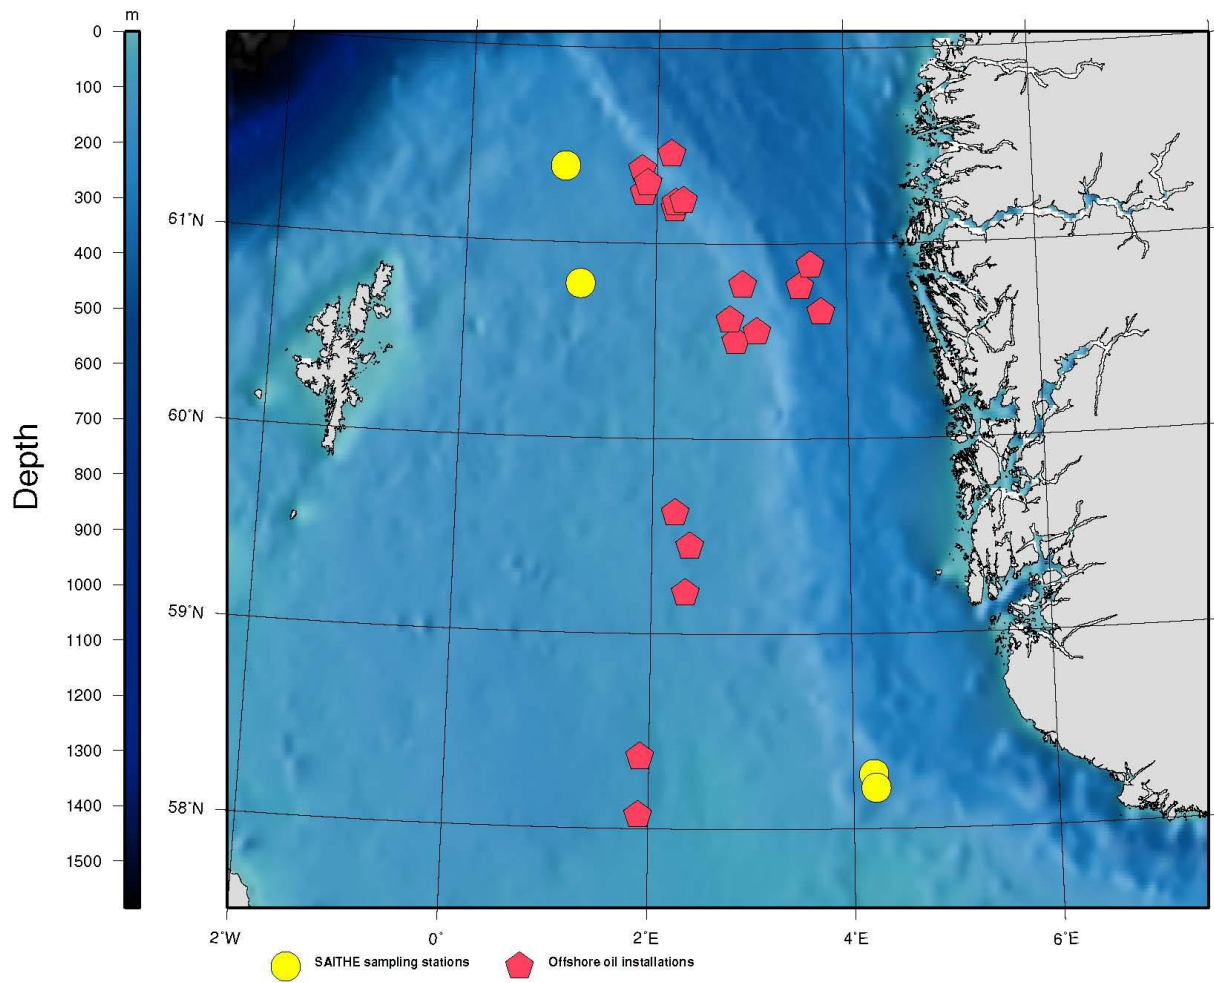 m
0
100
200
300
400
500
600
700
800
900
1000
1100
1200
1300
1400
1500
Depth
61°N
60°N
59°N
58°N
2°W 0° 2°E 4°E 6°E
SAITHE sampling stations Offshore oil installations